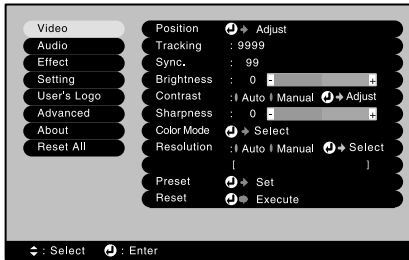 Video
Audio
Effect
Setting
User's Logo
Advanced
About
Reset All
Position Adjust
Tracking : 9999
Sync. : 99
Brightness : 0 - +
Contrast : Auto Manual Adjust
Sharpness : 0 - +
Color Mode Select
Resolution : Auto Manual Select
[ ]
Preset Set
Reset Execute
: Select : Enter